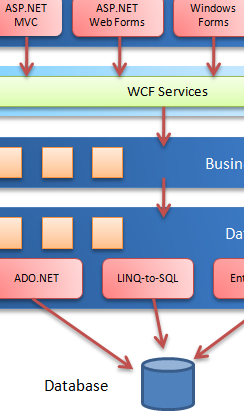 ASP.NET
MVC
ASP.NET
Web Forms
Windows
Forms
WCF Services
Busin
Da
ADO.NET
LINQ-to-SQL
Ent
Database